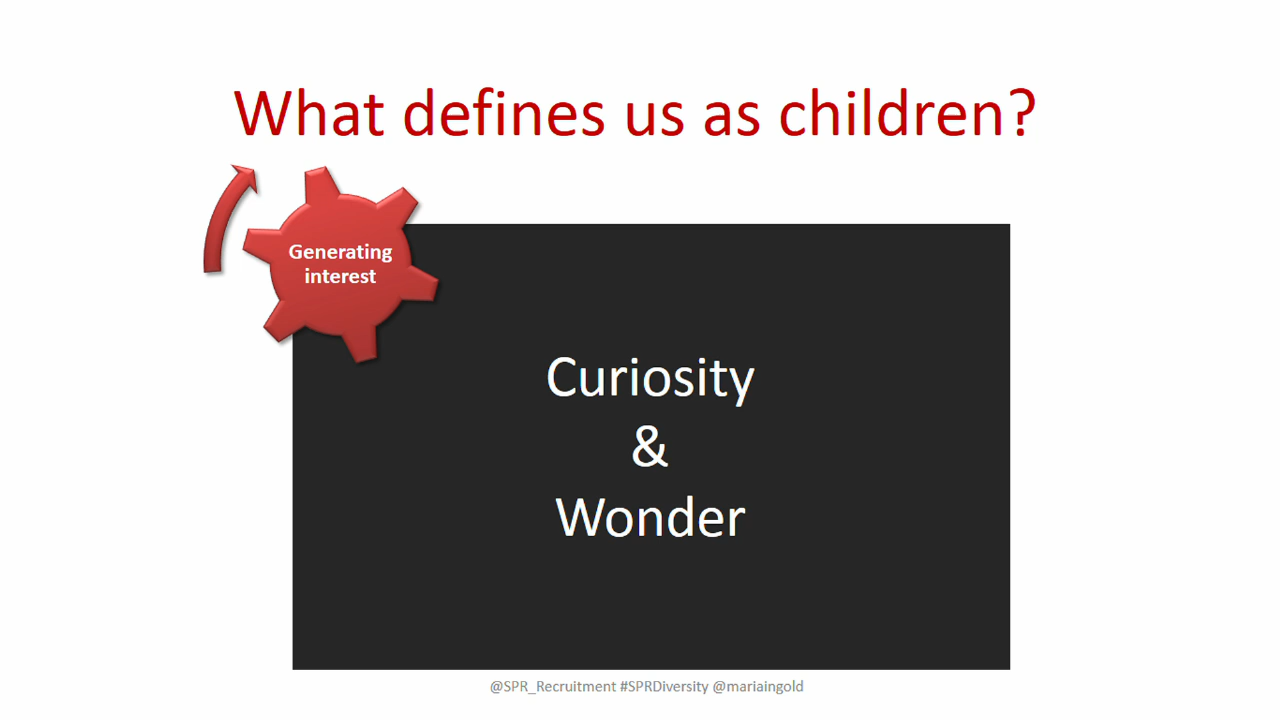 What defines us as children?
Generating
interest
Curiosity
&
Wonder
@SPR_Recruitment #SPRDiversity @mariaingold